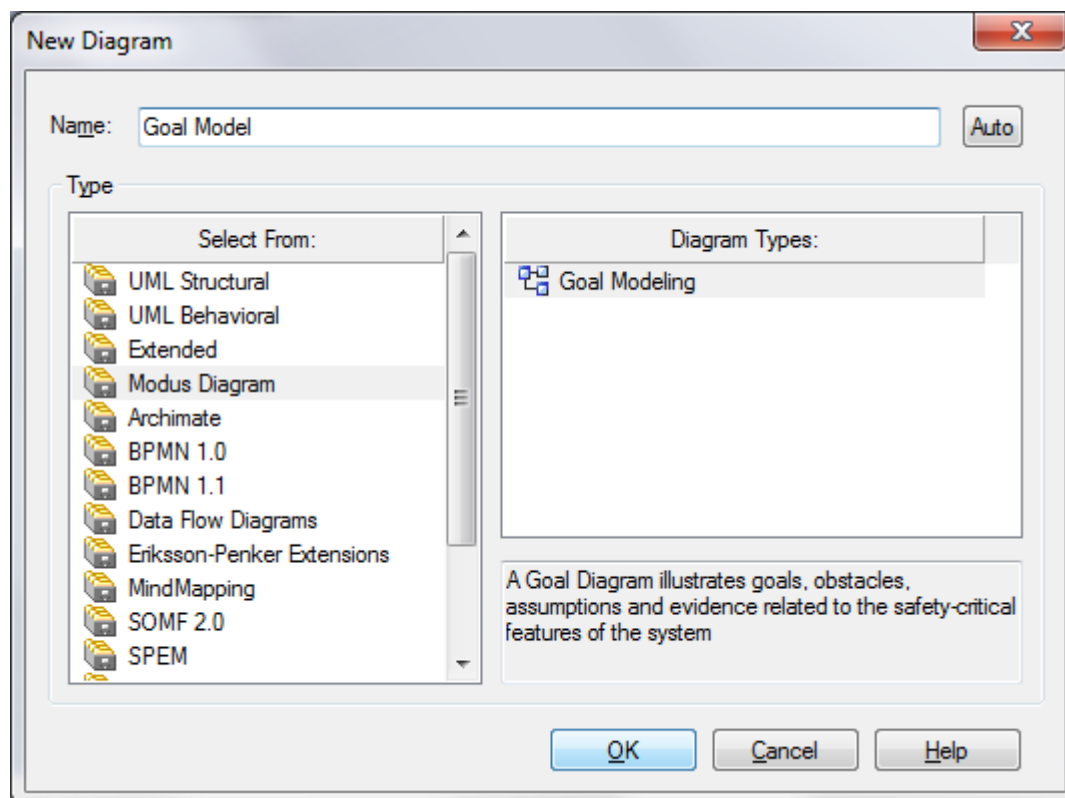 New Diagram
Name: Goal Model Auto
Type
Select From:
UML Structural
UML Behavioral
Extended
Modus Diagram
Archimate
BPMN 1.0
BPMN 1.1
Data Flow Diagrams
Eriksson-Penker Extensions
MindMapping
SOMF 2.0
SPEM
Diagram Types:
Goal Modeling
A Goal Diagram illustrates goals, obstacles,
assumptions and evidence related to the safety-critical
features of the system
OK Cancel Help